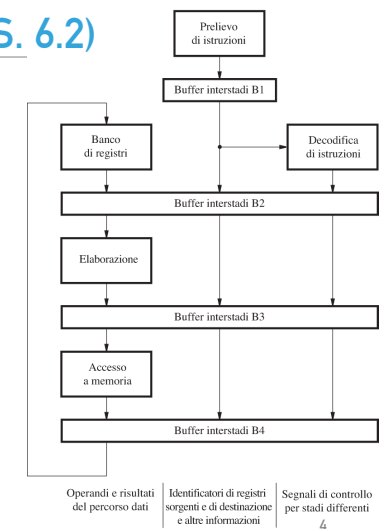 S. 6.2)
Prelievo
di istruzioni
Buffer interstadi B1
Banco
di registri
Decodifica
di istruzioni
Buffer interstadi B2
Elaborazione
Buffer interstadi B3
Accesso
a memoria
Buffer interstadi B4
Operandi e risultati
del percorso dati
Identificatori di registri
sorgenti e di destinazione
e altre informazioni
Segnali di controllo
per stadi differenti
4